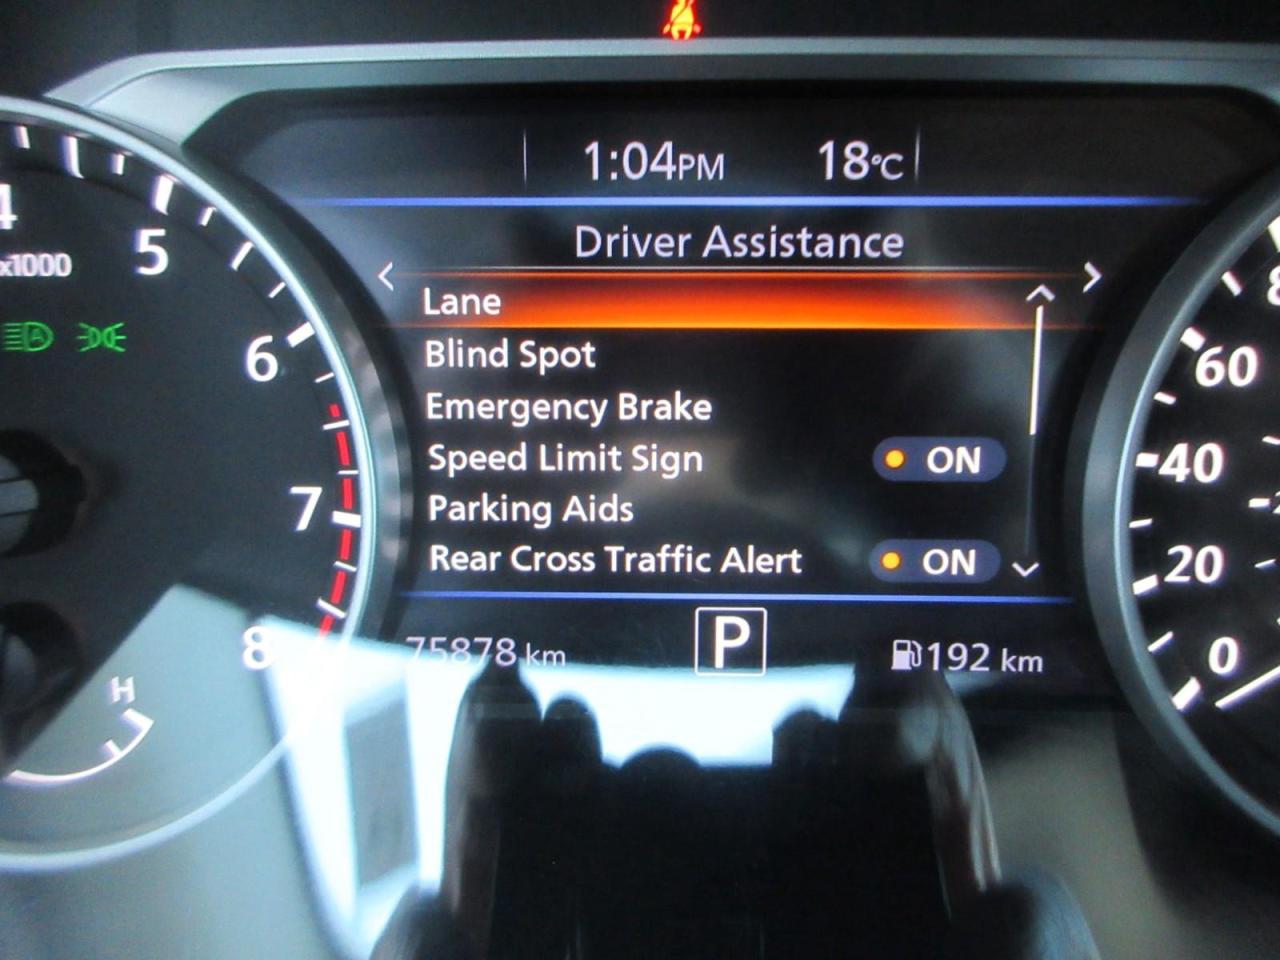 1:04PM 18°C
Driver Assistance
Lane
Blind Spot
Emergency Brake
Speed Limit Sign ON
Parking Aids
Rear Cross Traffic Alert ON
75878 km P 192 km
4
x1000
5
6
7
8
H
60
40
20
0